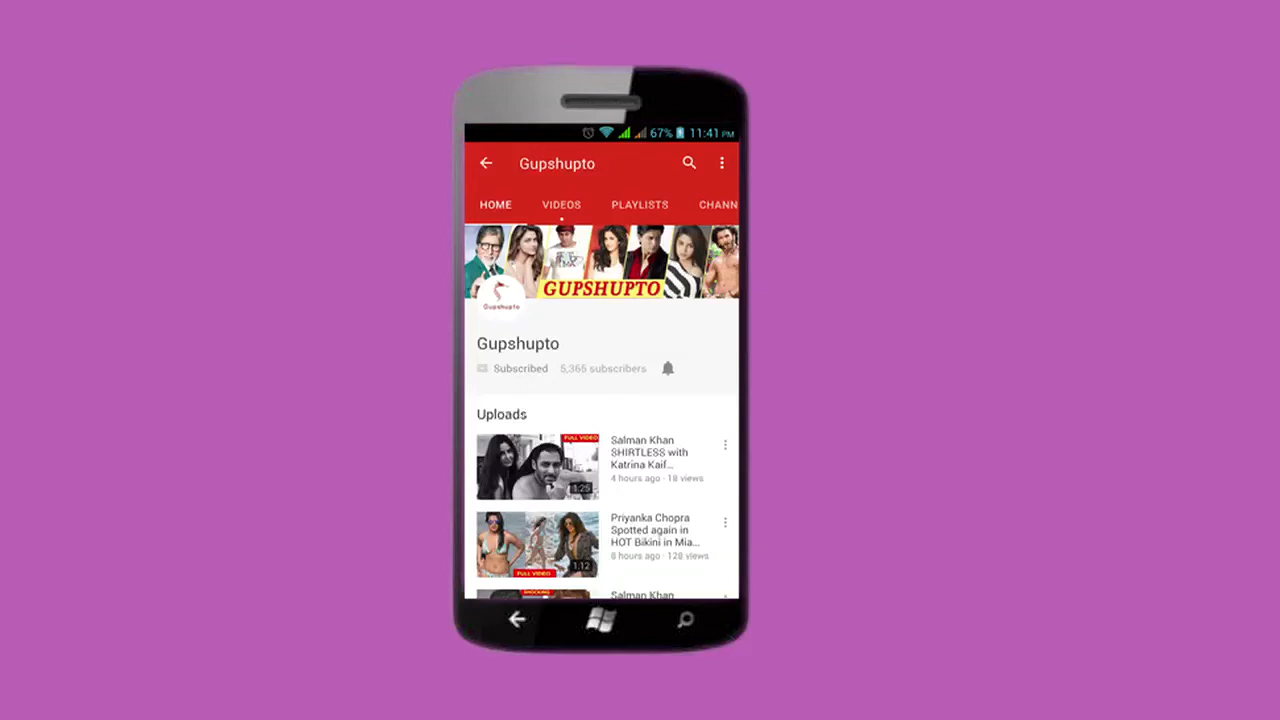 67% 11:41 PM
Gupshupto
HOME VIDEOS PLAYLISTS CHANN
GUPSHUPTO
Gupshupto
Gupshupto
Subscribed 5,365 subscribers
Uploads
FULL VIDEO
1:25
Salman Khan
SHIRTLESS with
Katrina Kaif...
4 hours ago · 18 views
FULL VIDEO
1:12
Priyanka Chopra
Spotted again in
HOT Bikini in Mia...
8 hours ago · 128 views
SHOCKING
Salman Khan